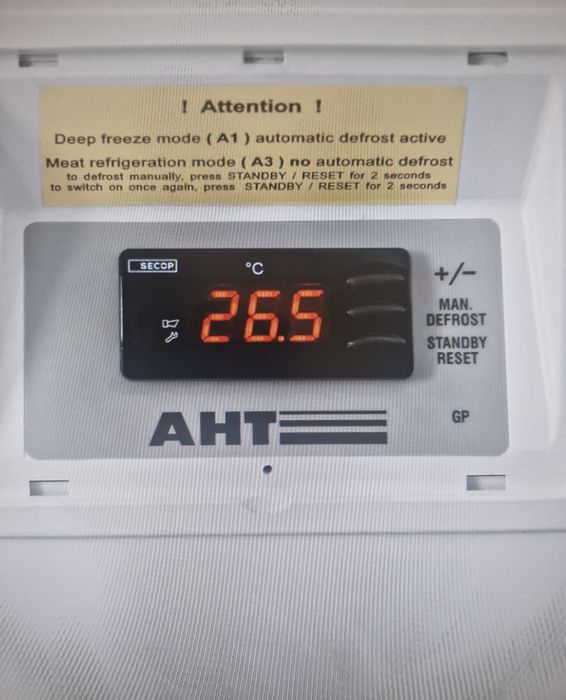 ! Attention !
Deep freeze mode ( A1 ) automatic defrost active
Meat refrigeration mode ( A3 ) no automatic defrost
to defrost manually, press STANDBY / RESET for 2 seconds
to switch on once again, press STANDBY / RESET for 2 seconds
SECOP
°C
26.5
+/−
MAN.
DEFROST
STANDBY
RESET
AHT
GP